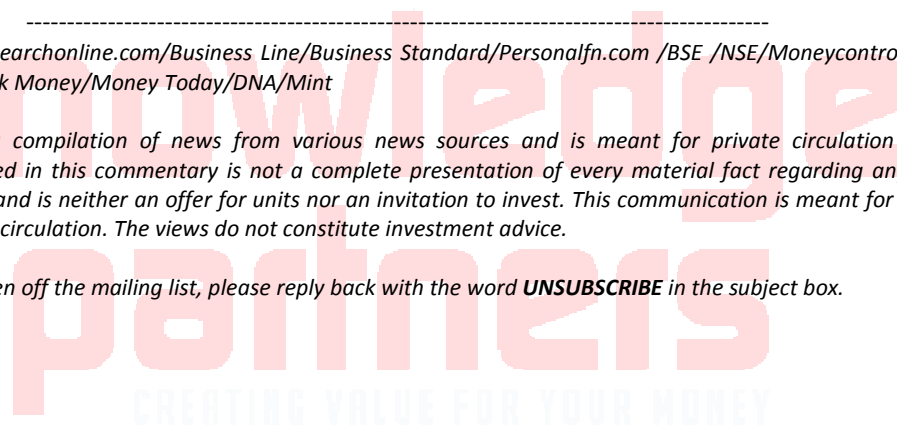 -------------------------------------------------------------------------------------------
earchonline.com/Business Line/Business Standard/Personalfn.com /BSE /NSE/Moneycontro
k Money/Money Today/DNA/Mint
compilation of news from various news sources and is meant for private circulation
ed in this commentary is not a complete presentation of every material fact regarding an
and is neither an offer for units nor an invitation to invest. This communication is meant for
circulation. The views do not constitute investment advice.
en off the mailing list, please reply back with the word UNSUBSCRIBE in the subject box.
nowledge
partners
CREATING VALUE FOR YOUR MONEY